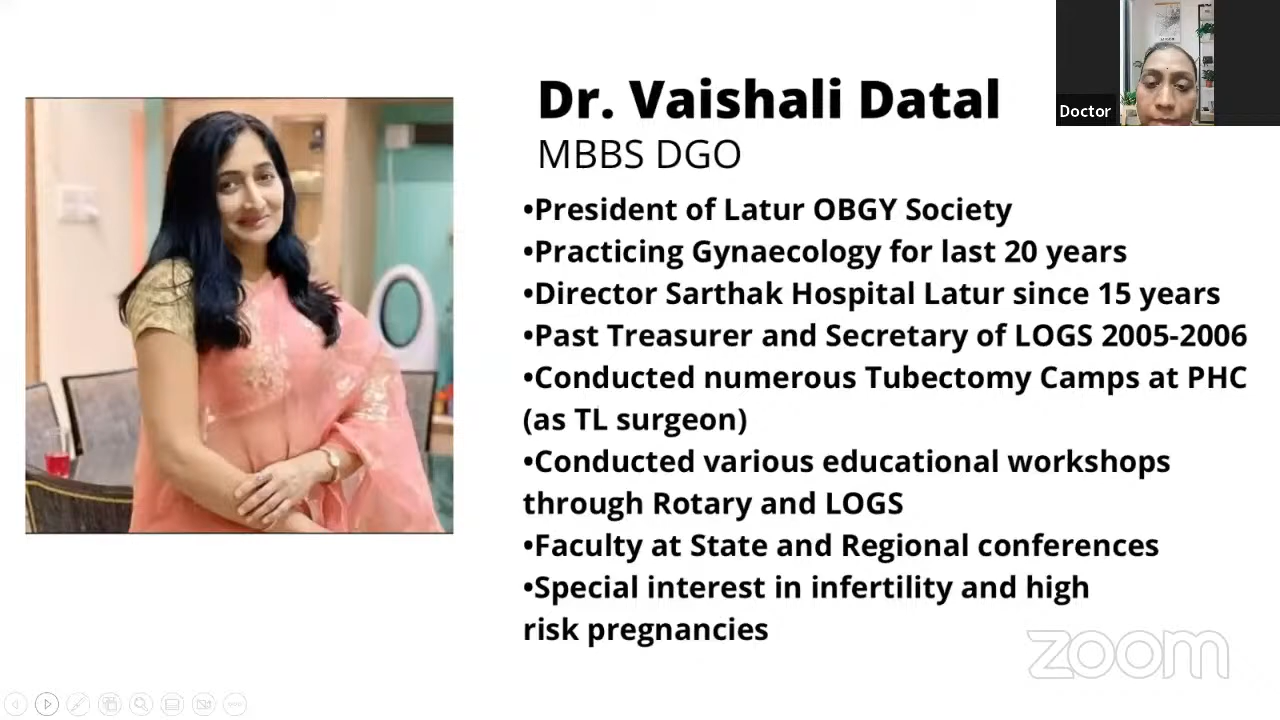 Dr. Vaishali Datal
Doctor
MBBS DGO
•President of Latur OBGY Society
•Practicing Gynaecology for last 20 years
•Director Sarthak Hospital Latur since 15 years
•Past Treasurer and Secretary of LOGS 2005-2006
•Conducted numerous Tubectomy Camps at PHC
(as TL surgeon)
•Conducted various educational workshops
through Rotary and LOGS
•Faculty at State and Regional conferences
•Special interest in infertility and high
risk pregnancies
zoom